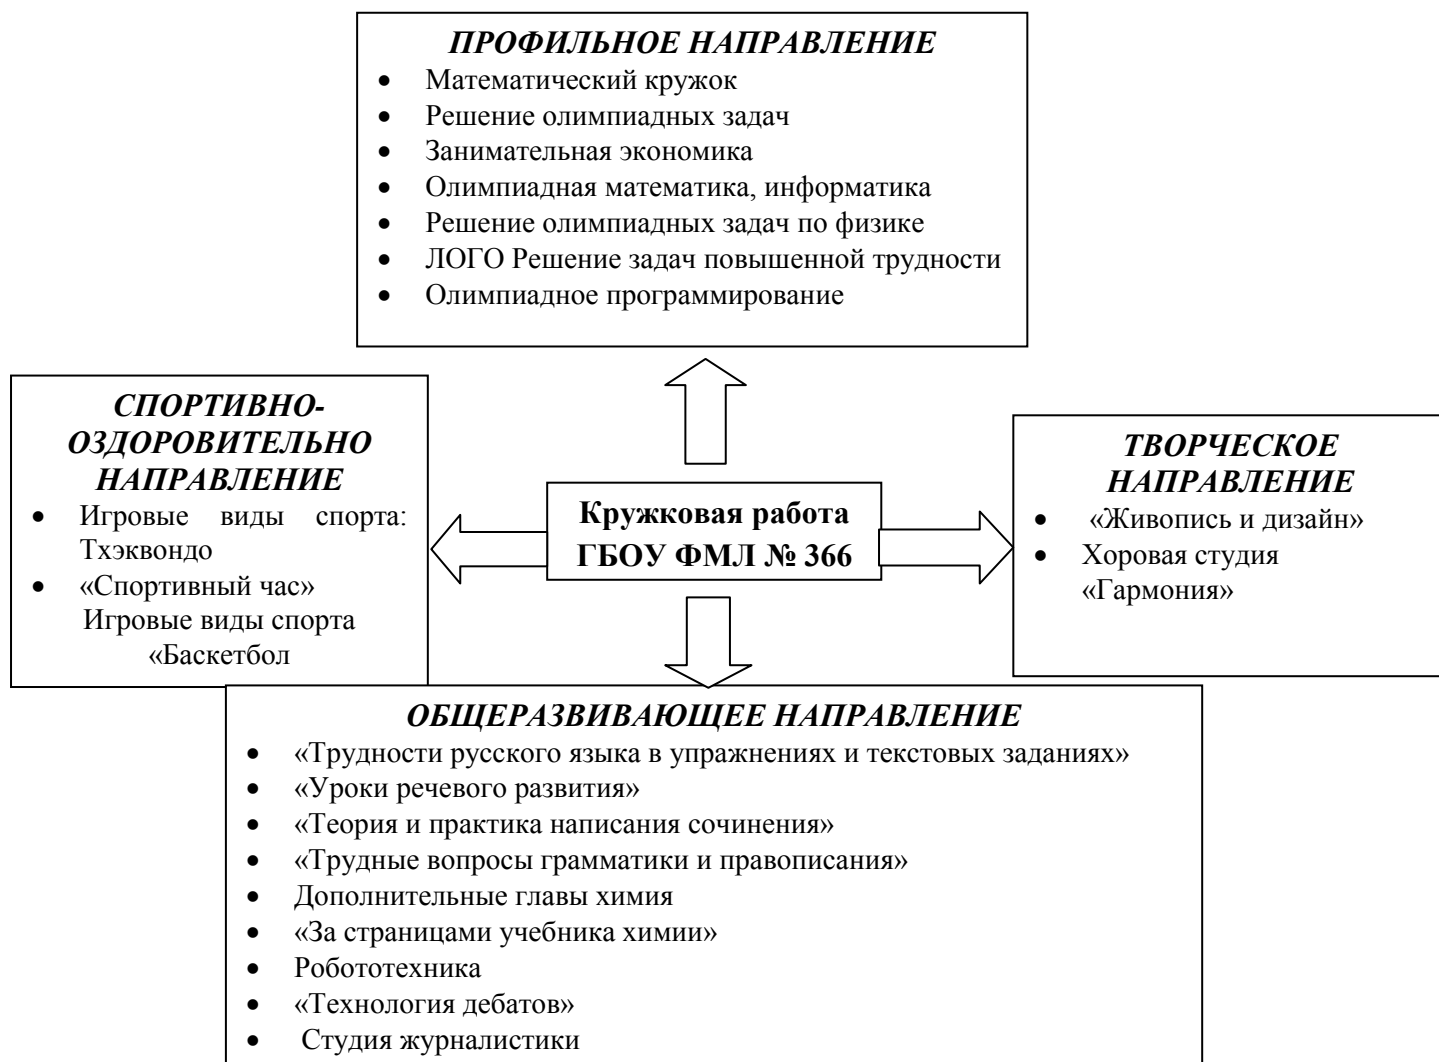 ПРОФИЛЬНОЕ НАПРАВЛЕНИЕ
• Математический кружок
• Решение олимпиадных задач
• Занимательная экономика
• Олимпиадная математика, информатика
• Решение олимпиадных задач по физике
• ЛОГО Решение задач повышенной трудности
• Олимпиадное программирование
СПОРТИВНО-
ОЗДОРОВИТЕЛЬНО
НАПРАВЛЕНИЕ
• Игровые виды спорта:
Тхэквондо
• «Спортивный час»
Игровые виды спорта
«Баскетбол
Кружковая работа
ГБОУ ФМЛ № 366
ТВОРЧЕСКОЕ
НАПРАВЛЕНИЕ
• «Живопись и дизайн»
• Хоровая студия
«Гармония»
ОБЩЕРАЗВИВАЮЩЕЕ НАПРАВЛЕНИЕ
• «Трудности русского языка в упражнениях и текстовых заданиях»
• «Уроки речевого развития»
• «Теория и практика написания сочинения»
• «Трудные вопросы грамматики и правописания»
• Дополнительные главы химия
• «За страницами учебника химии»
• Робототехника
• «Технология дебатов»
• Студия журналистики